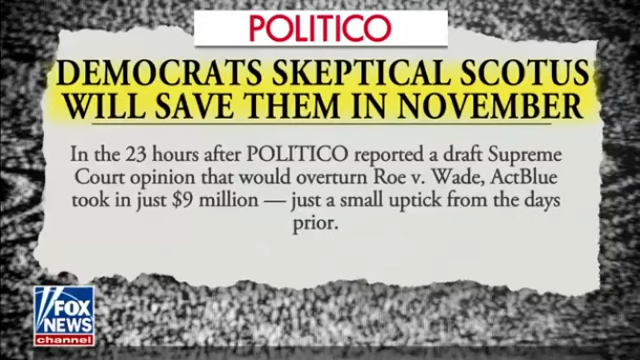 POLITICO
DEMOCRATS SKEPTICAL SCOTUS
WILL SAVE THEM IN NOVEMBER
In the 23 hours after POLITICO reported a draft Supreme
Court opinion that would overturn Roe v. Wade, ActBlue
took in just $9 million — just a small uptick from the days
prior.
FOX
NEWS
channel